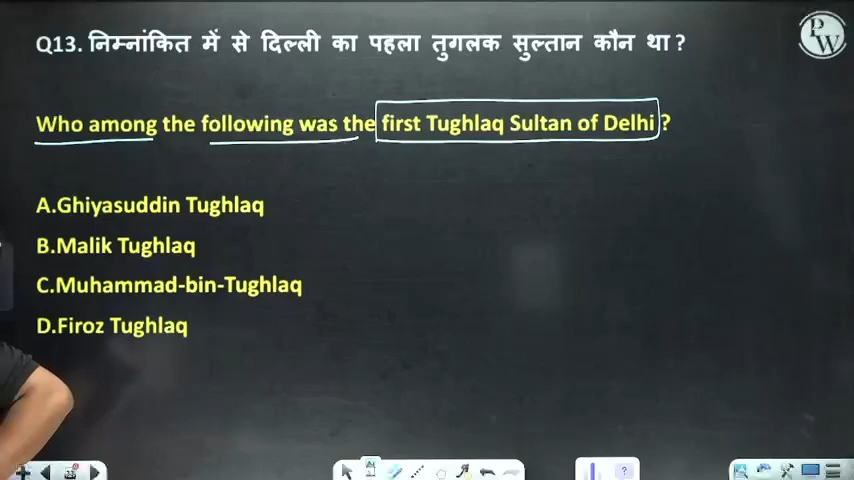 PW
Q13. निम्नांकित में से दिल्ली का पहला तुगलक सुल्तान कौन था ?
Who among the following was the first Tughlaq Sultan of Delhi ?
A.Ghiyasuddin Tughlaq
B.Malik Tughlaq
C.Muhammad-bin-Tughlaq
D.Firoz Tughlaq